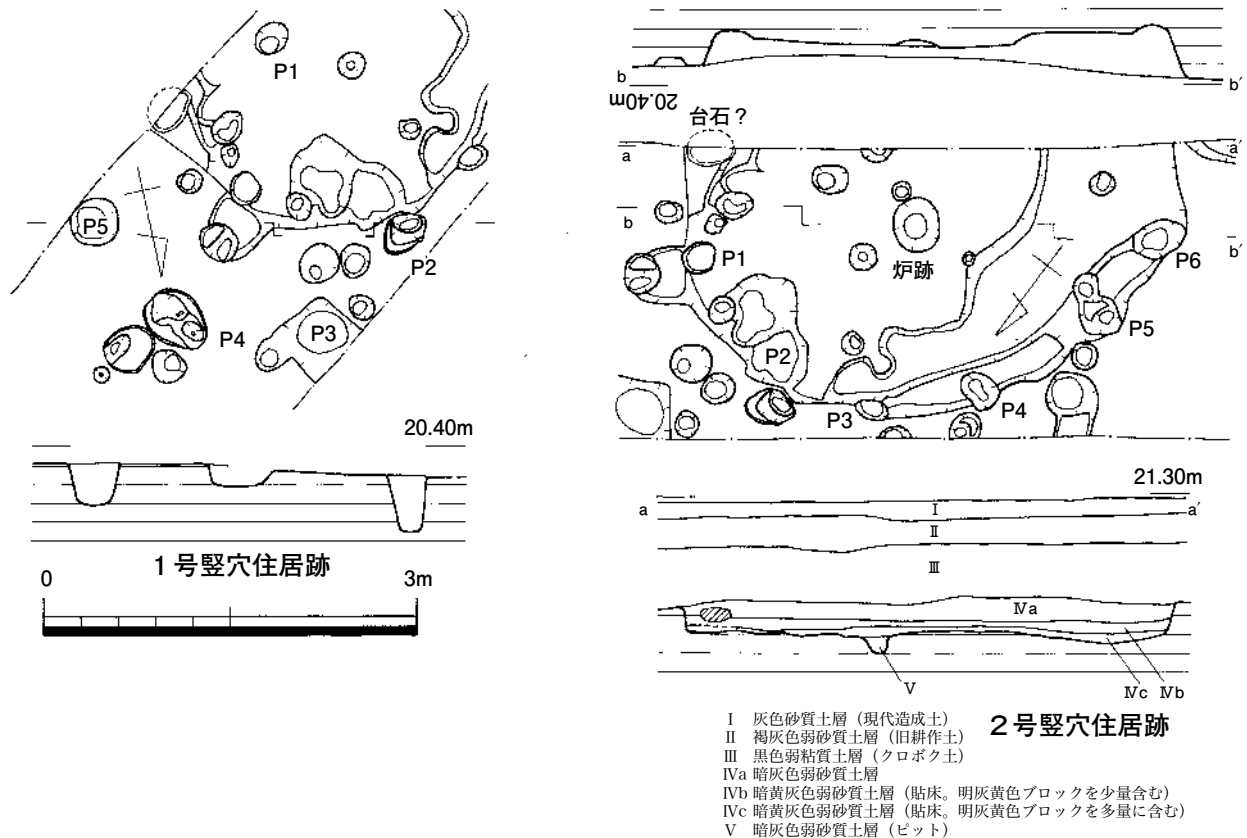 P1
P5
P2
P3
P4
20.40m
1号竪穴住居跡
0 3m
b b′
20.40m
台石？
a a′
b b′
P1
炉跡
P6
P5
P2
P3
P4
21.30m
a a′
Ⅰ
Ⅱ
Ⅲ
Ⅳa
Ⅴ
Ⅳc Ⅳb
2号竪穴住居跡
Ⅰ 灰色砂質土層（現代造成土）
Ⅱ 褐灰色弱砂質土層（旧耕作土）
Ⅲ 黒色弱粘質土層（クロボク土）
Ⅳa 暗灰色弱砂質土層
Ⅳb 暗黄灰色弱砂質土層（貼床。明灰黄色ブロックを少量含む）
Ⅳc 暗黄灰色弱砂質土層（貼床。明灰黄色ブロックを多量に含む）
Ⅴ 暗灰色弱砂質土層（ピット）